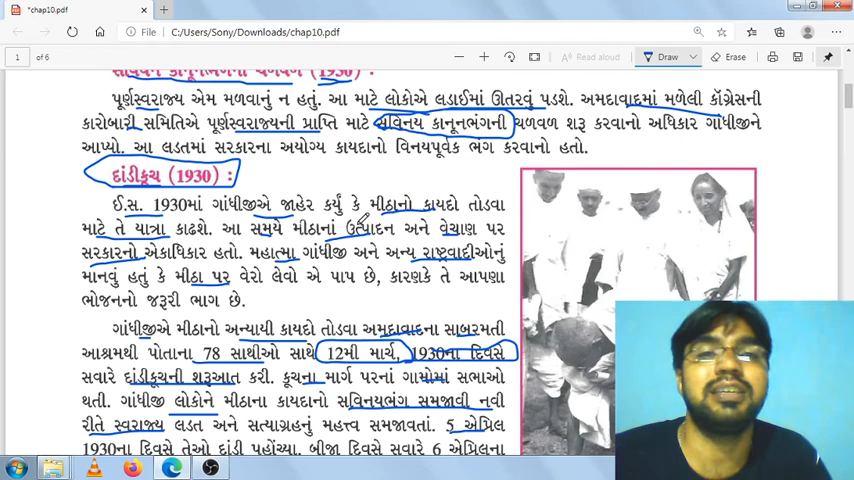 *chap10.pdf
File
C:/Users/Sony/Downloads/chap10.pdf
1 of 6
Read aloud
Draw
Erase
સવિનય કાનૂનભંગની ચળવળ (1930) :
પૂર્ણસ્વરાજ્ય એમ મળવાનું ન હતું. આ માટે લોકોએ લડાઈમાં ઊતરવું પડશે. અમદાવાદમાં મળેલી કૉંગ્રેસની
કારોબારી સમિતિએ પૂર્ણસ્વરાજ્યની પ્રાપ્તિ માટે સવિનય કાનૂનભંગની ચળવળ શરૂ કરવાનો અધિકાર ગાંધીજીને
આપ્યો. આ લડતમાં સરકારના અયોગ્ય કાયદાનો વિનયપૂર્વક ભંગ કરવાનો હતો.
દાંડીકૂચ (1930) :
ઈ.સ. 1930માં ગાંધીજીએ જાહેર કર્યું કે મીઠાનો કાયદો તોડવા
માટે તે યાત્રા કાઢશે. આ સમયે મીઠાનાં ઉત્પાદન અને વેચાણ પર
સરકારનો એકાધિકાર હતો. મહાત્મા ગાંધીજી અને અન્ય રાષ્ટ્રવાદીઓનું
માનવું હતું કે મીઠા પર વેરો લેવો એ પાપ છે, કારણકે તે આપણા
ભોજનનો જરૂરી ભાગ છે.
ગાંધીજીએ મીઠાનો અન્યાયી કાયદો તોડવા અમદાવાદના સાબરમતી
આશ્રમથી પોતાના 78 સાથીઓ સાથે 12મી માર્ચ, 1930ના દિવસે
સવારે દાંડીકૂચની શરૂઆત કરી. કૂચના માર્ગ પરનાં ગામોમાં સભાઓ
થતી. ગાંધીજી લોકોને મીઠાના કાયદાનો સવિનયભંગ સમજાવી નવી
રીતે સ્વરાજ્ય લડત અને સત્યાગ્રહનું મહત્ત્વ સમજાવતાં. 5 એપ્રિલ
1930ના દિવસે તેઓ દાંડી પહોંચ્યા. બીજા દિવસે સવારે 6 એપ્રિલના